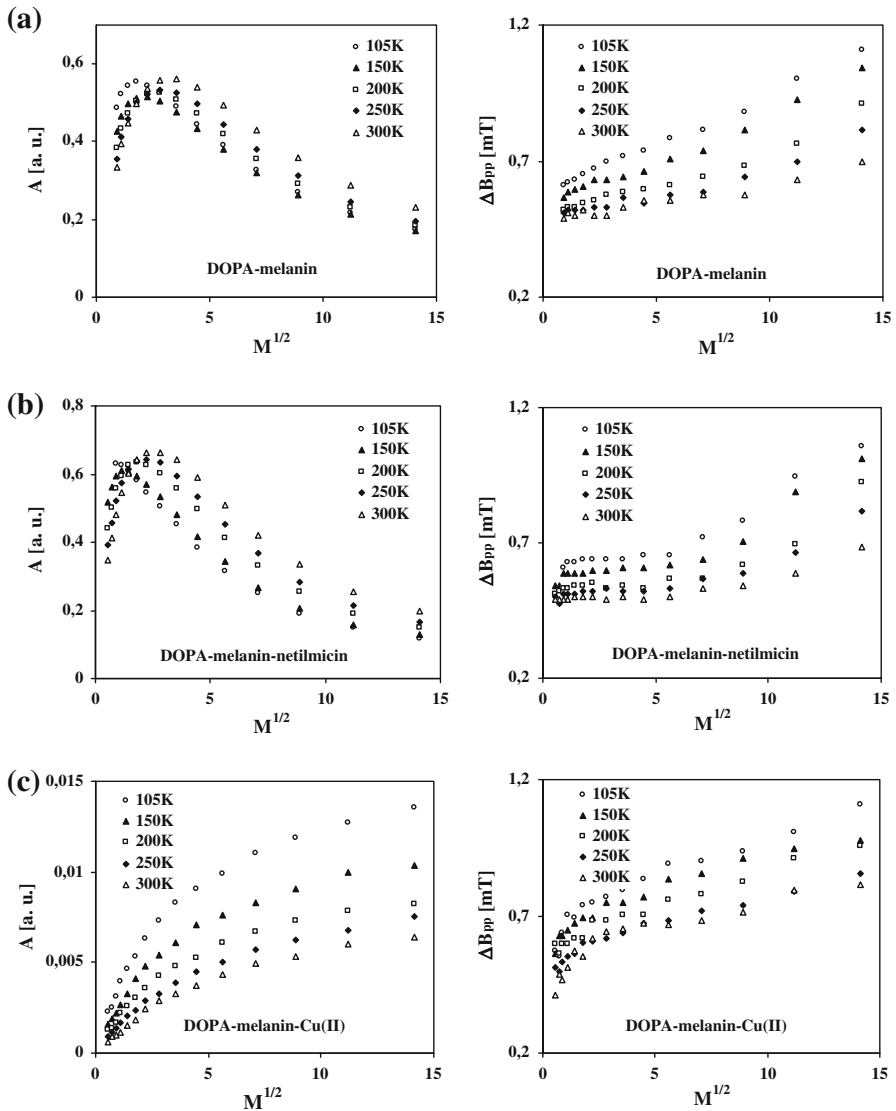 (a)
A [a. u.]
0,6
0,4
0,2
0
105K
150K
200K
250K
300K
DOPA-melanin
0 5 10 15
M^{1/2}
ΔBpp [mT]
1,2
0,7
0,2
105K
150K
200K
250K
300K
DOPA-melanin
0 5 10 15
M^{1/2}
(b)
A [a. u.]
0,8
0,6
0,4
0,2
0
105K
150K
200K
250K
300K
DOPA-melanin-netilmicin
0 5 10 15
M^{1/2}
ΔBpp [mT]
1,2
0,7
0,2
105K
150K
200K
250K
300K
DOPA-melanin-netilmicin
0 5 10 15
M^{1/2}
(c)
A [a. u.]
0,015
0,01
0,005
0
105K
150K
200K
250K
300K
DOPA-melanin-Cu(II)
0 5 10 15
M^{1/2}
ΔBpp [mT]
1,2
0,7
0,2
105K
150K
200K
250K
300K
DOPA-melanin-Cu(II)
0 5 10 15
M^{1/2}